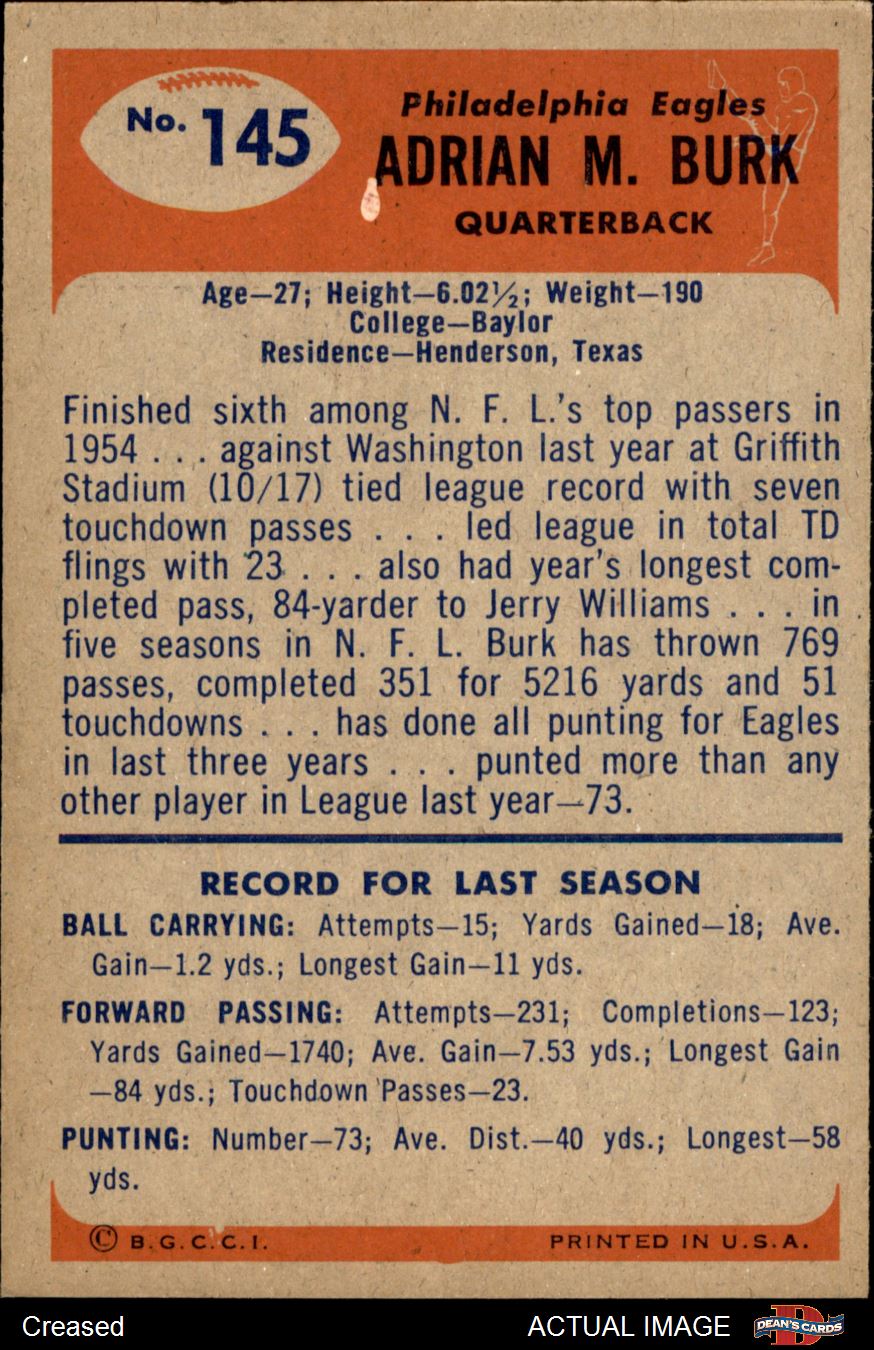 No. 145
Philadelphia Eagles
ADRIAN M. BURK
QUARTERBACK
Age—27; Height—6.02½; Weight—190
College—Baylor
Residence—Henderson, Texas
Finished sixth among N. F. L.'s top passers in
1954 . . . against Washington last year at Griffith
Stadium (10/17) tied league record with seven
touchdown passes . . . led league in total TD
flings with 23 . . . also had year's longest com-
pleted pass, 84-yarder to Jerry Williams . . . in
five seasons in N. F. L. Burk has thrown 769
passes, completed 351 for 5216 yards and 51
touchdowns . . . has done all punting for Eagles
in last three years . . . punted more than any
other player in League last year—73.
RECORD FOR LAST SEASON
BALL CARRYING: Attempts—15; Yards Gained—18; Ave.
Gain—1.2 yds.; Longest Gain—11 yds.
FORWARD PASSING: Attempts—231; Completions—123;
Yards Gained—1740; Ave. Gain—7.53 yds.; Longest Gain
—84 yds.; Touchdown Passes—23.
PUNTING: Number—73; Ave. Dist.—40 yds.; Longest—58
yds.
© B.G.C.C.I. PRINTED IN U.S.A.
Creased ACTUAL IMAGE DEAN'S CARDS